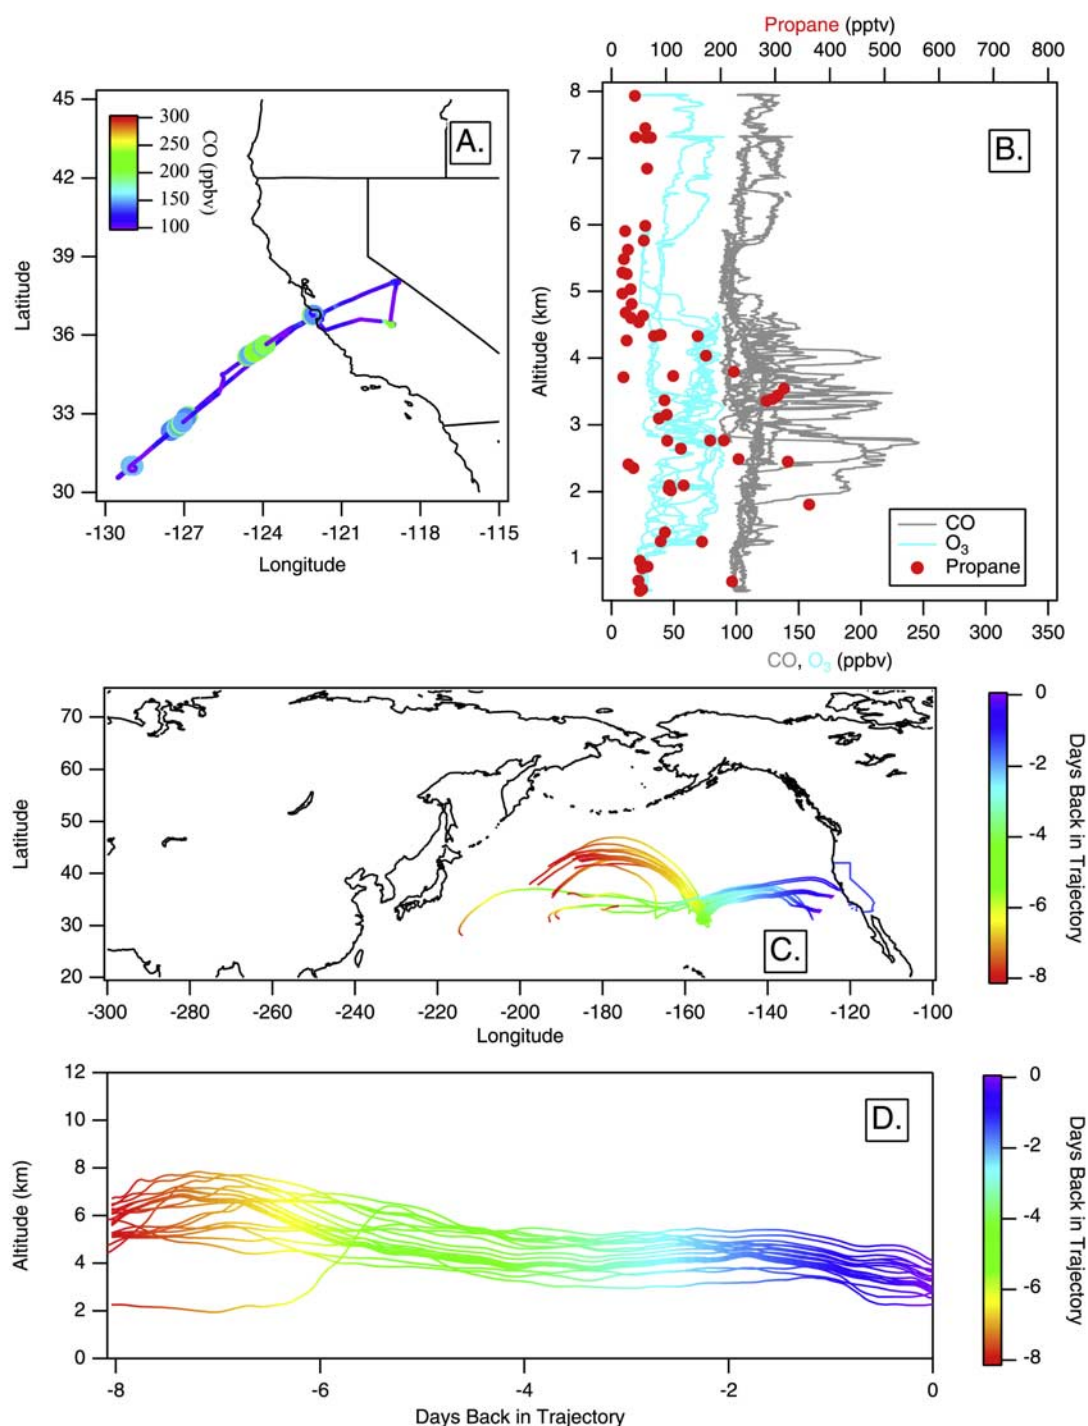 A.
45
42
39
36
33
30
Latitude
-130
-127
-124
-121
-118
-115
Longitude
300
250
200
150
100
CO (ppbv)
Propane (pptv)
0 100 200 300 400 500 600 700 800
B.
8
7
6
5
4
3
2
1
Altitude (km)
CO
O3
Propane
0 50 100 150 200 250 300 350
CO, O3 (ppbv)
70
60
50
40
30
20
Latitude
C.
-300 -280 -260 -240 -220 -200 -180 -160 -140 -120 -100
Longitude
0
-2
-4
-6
-8
Days Back in Trajectory
12
10
8
6
4
2
0
Altitude (km)
D.
-8 -6 -4 -2 0
Days Back in Trajectory
0
-2
-4
-6
-8
Days Back in Trajectory